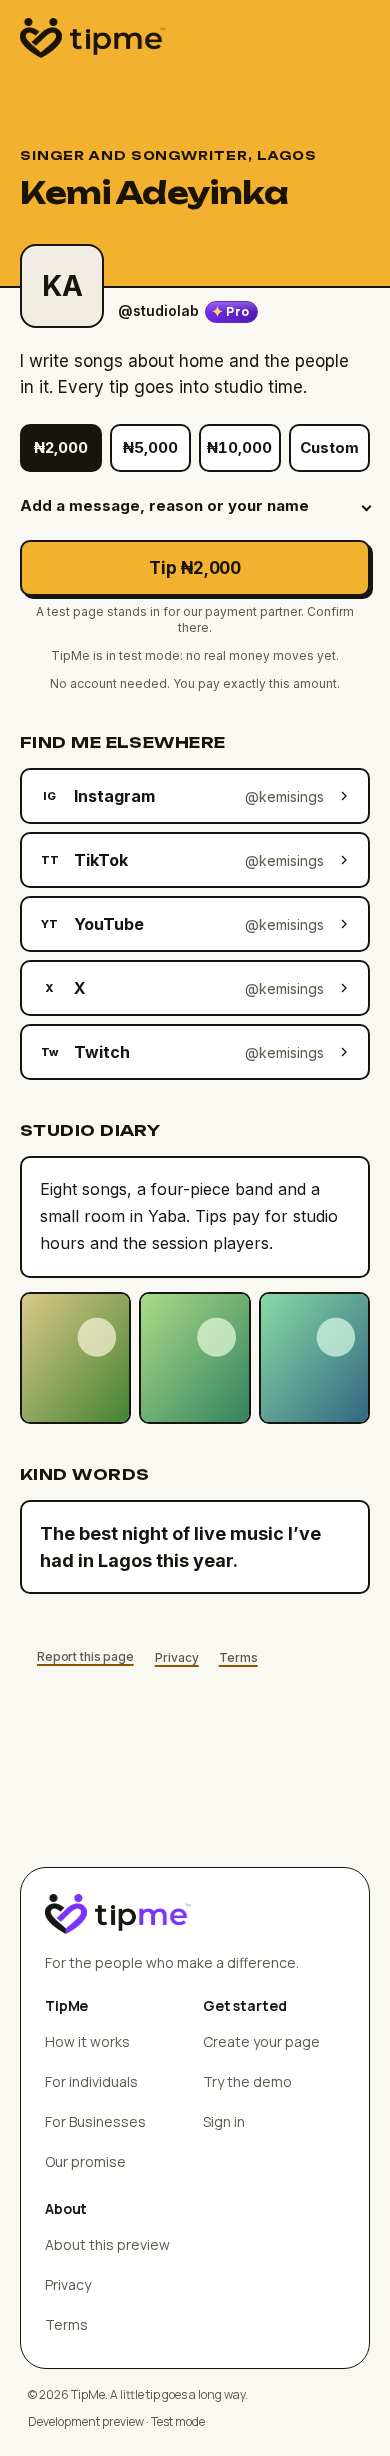 tipme™
SINGER AND SONGWRITER, LAGOS
Kemi Adeyinka
KA
@studiolab ✦ Pro
I write songs about home and the people
in it. Every tip goes into studio time.
₦2,000 ₦5,000 ₦10,000 Custom
Add a message, reason or your name
Tip ₦2,000
A test page stands in for our payment partner. Confirm
there.
TipMe is in test mode: no real money moves yet.
No account needed. You pay exactly this amount.
FIND ME ELSEWHERE
IG Instagram @kemisings
TT TikTok @kemisings
YT YouTube @kemisings
X X @kemisings
Tw Twitch @kemisings
STUDIO DIARY
Eight songs, a four-piece band and a
small room in Yaba. Tips pay for studio
hours and the session players.
KIND WORDS
The best night of live music I’ve
had in Lagos this year.
Report this page Privacy Terms
tipme™
For the people who make a difference.
TipMe
How it works
For individuals
For Businesses
Our promise
Get started
Create your page
Try the demo
Sign in
About
About this preview
Privacy
Terms
© 2026 TipMe. A little tip goes a long way.
Development preview · Test mode